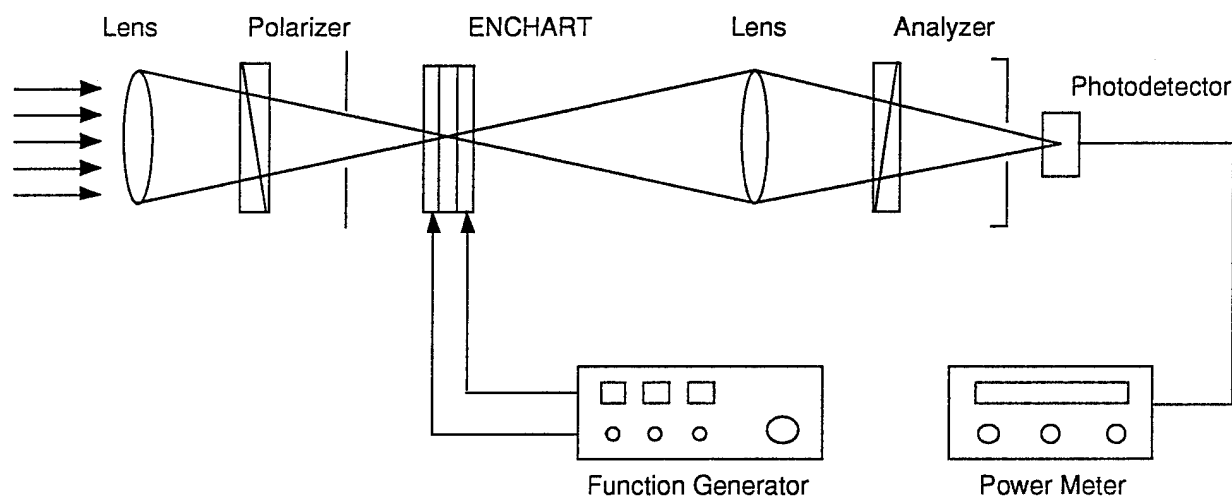 Lens
Polarizer
ENCHART
Lens
Analyzer
Photodetector
Function Generator
Power Meter